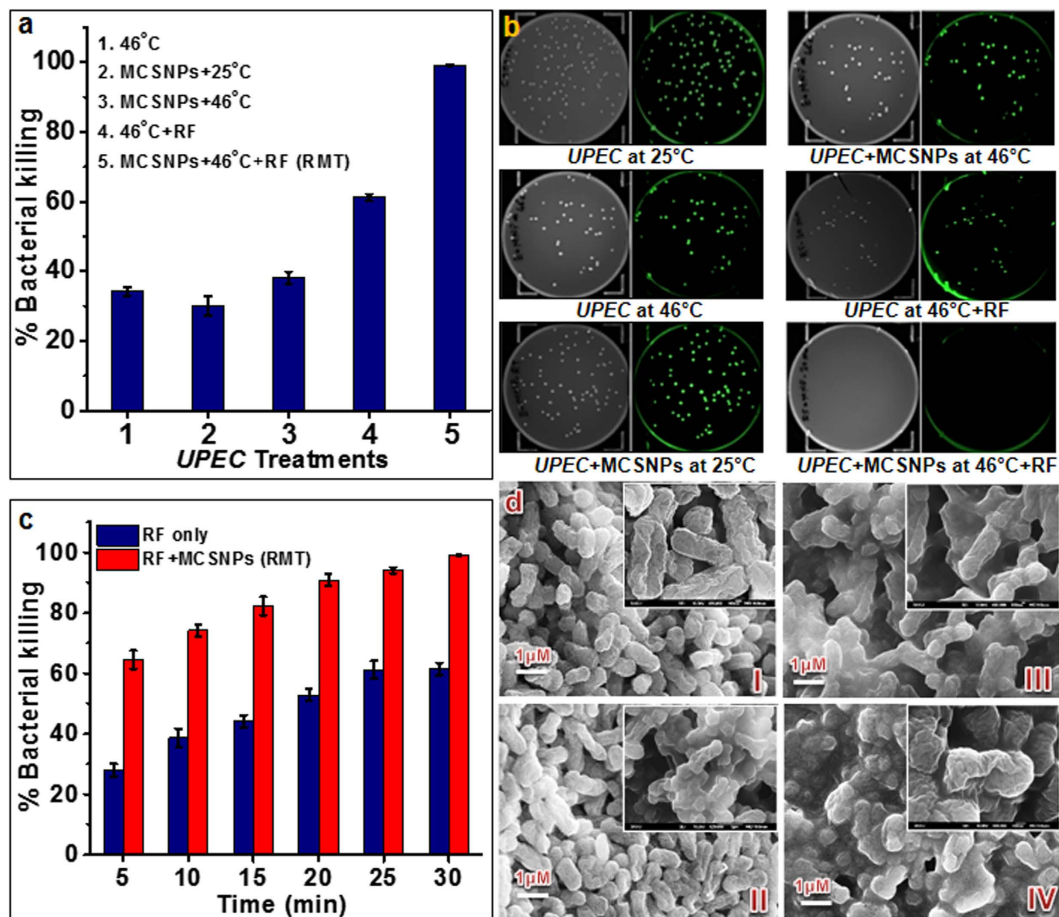 a
1. 46°C
2. MCSNPs+25°C
3. MCSNPs+46°C
4. 46°C+RF
5. MCSNPs+46°C+RF (RMT)
100
80
60
40
20
0
% Bacterial killing
1 2 3 4 5
UPEC Treatments
b
UPEC at 25°C
UPEC+MCSNPs at 46°C
UPEC at 46°C
UPEC at 46°C+RF
UPEC+MCSNPs at 25°C
UPEC+MCSNPs at 46°C+RF
c
RF only
RF+MCSNPs (RMT)
100
80
60
40
20
0
% Bacterial killing
5 10 15 20 25 30
Time (min)
d
1µM
I
1µM
III
1µM
II
1µM
IV